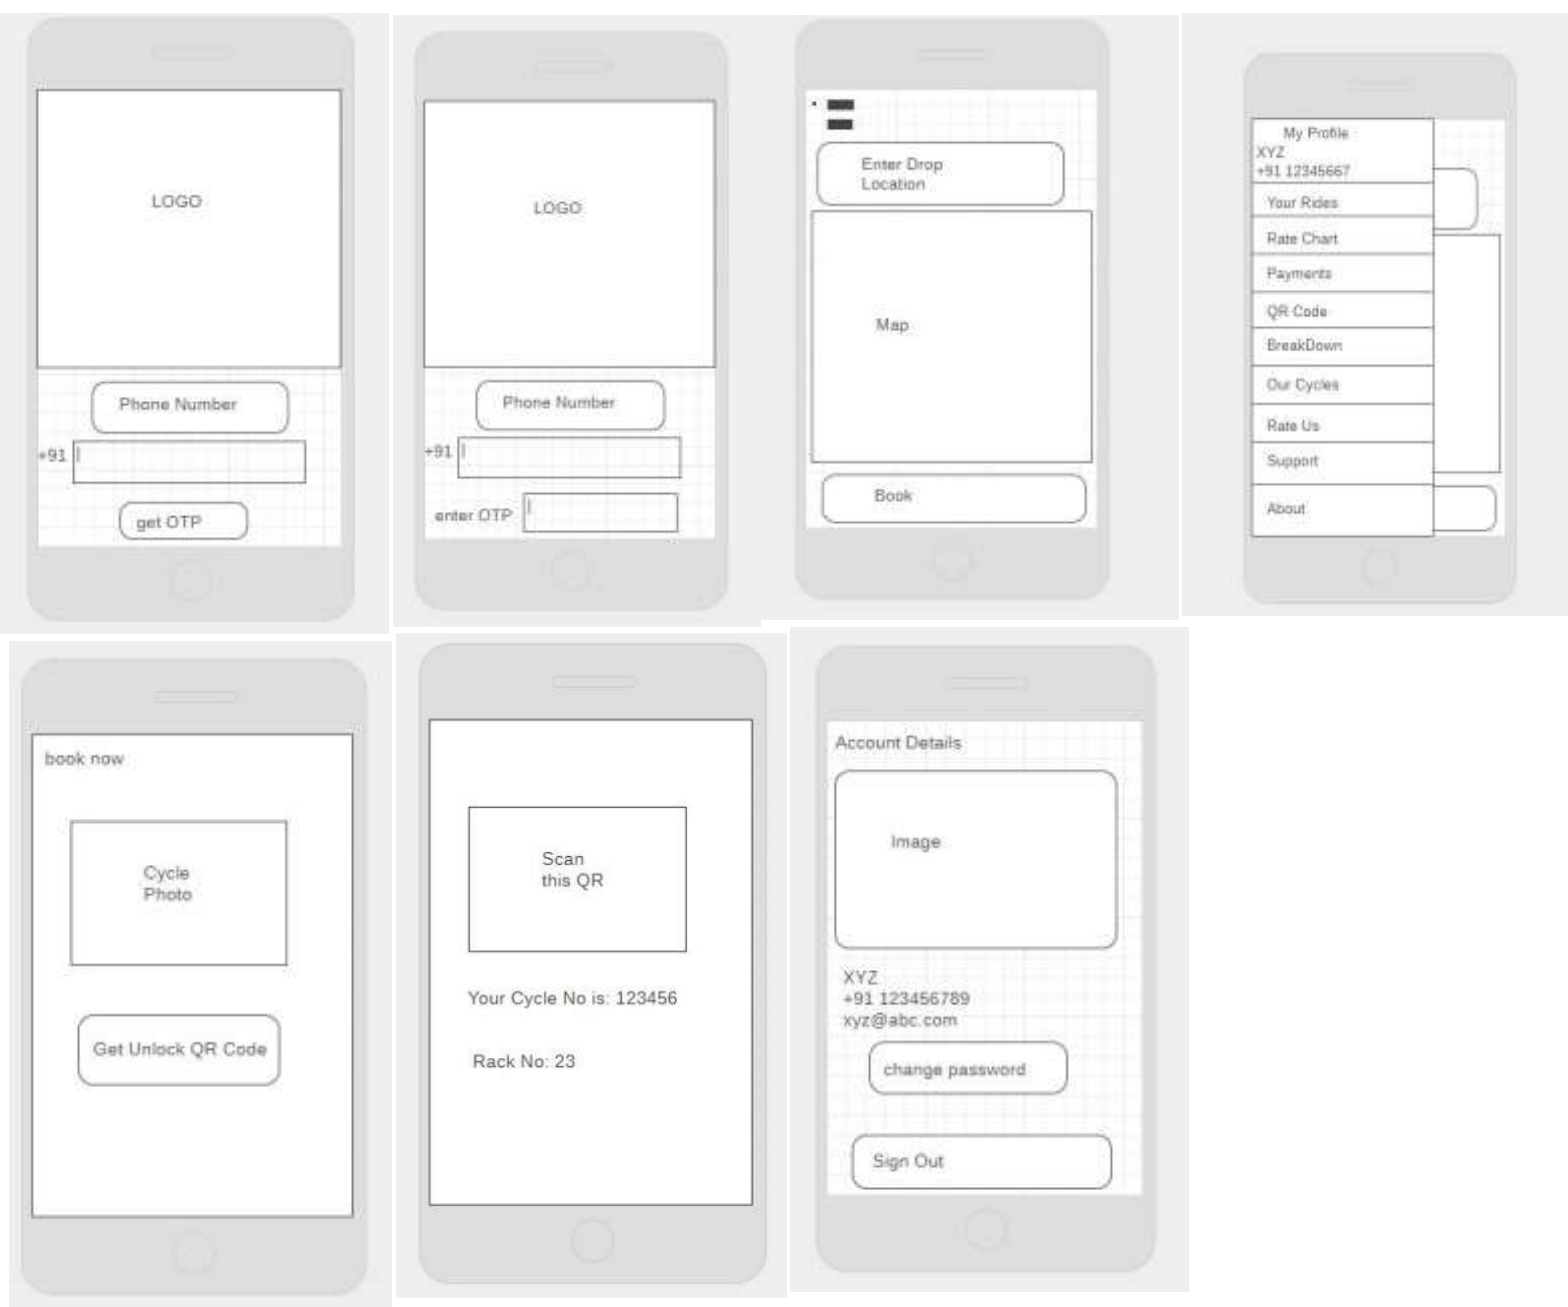 LOGO
Phone Number
+91
get OTP
LOGO
Phone Number
+91
enter OTP
Enter Drop
Location
Map
Book
My Profile
XYZ
+91 12345667
Your Rides
Rate Chart
Payments
QR Code
BreakDown
Our Cycles
Rate Us
Support
About
book now
Cycle
Photo
Get Unlock QR Code
Scan
this QR
Your Cycle No is: 123456
Rack No: 23
Account Details
Image
XYZ
+91 123456789
xyz@abc.com
change password
Sign Out